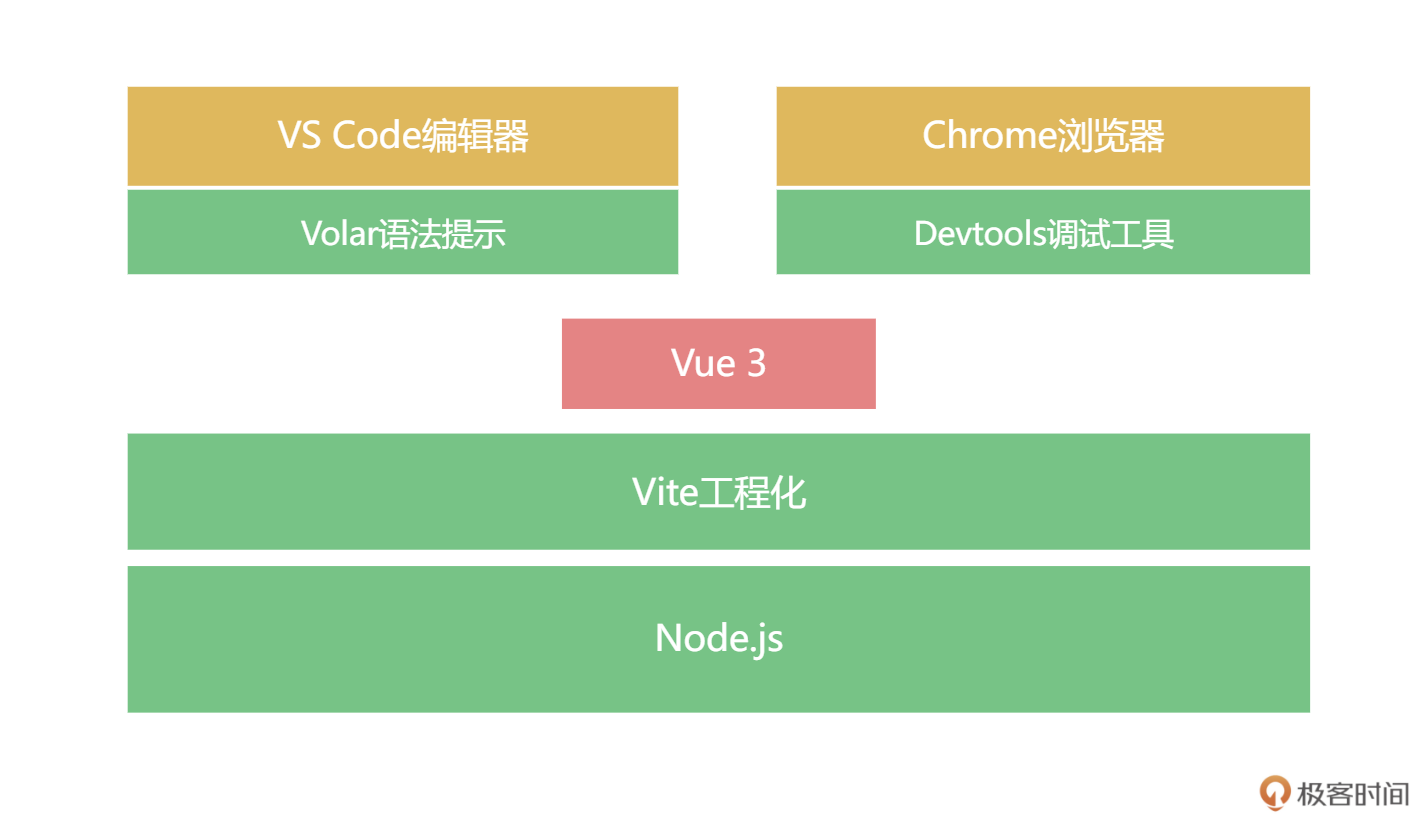 VS Code编辑器
Chrome浏览器
Volar语法提示
Devtools调试工具
Vue 3
Vite工程化
Node.js
极客时间